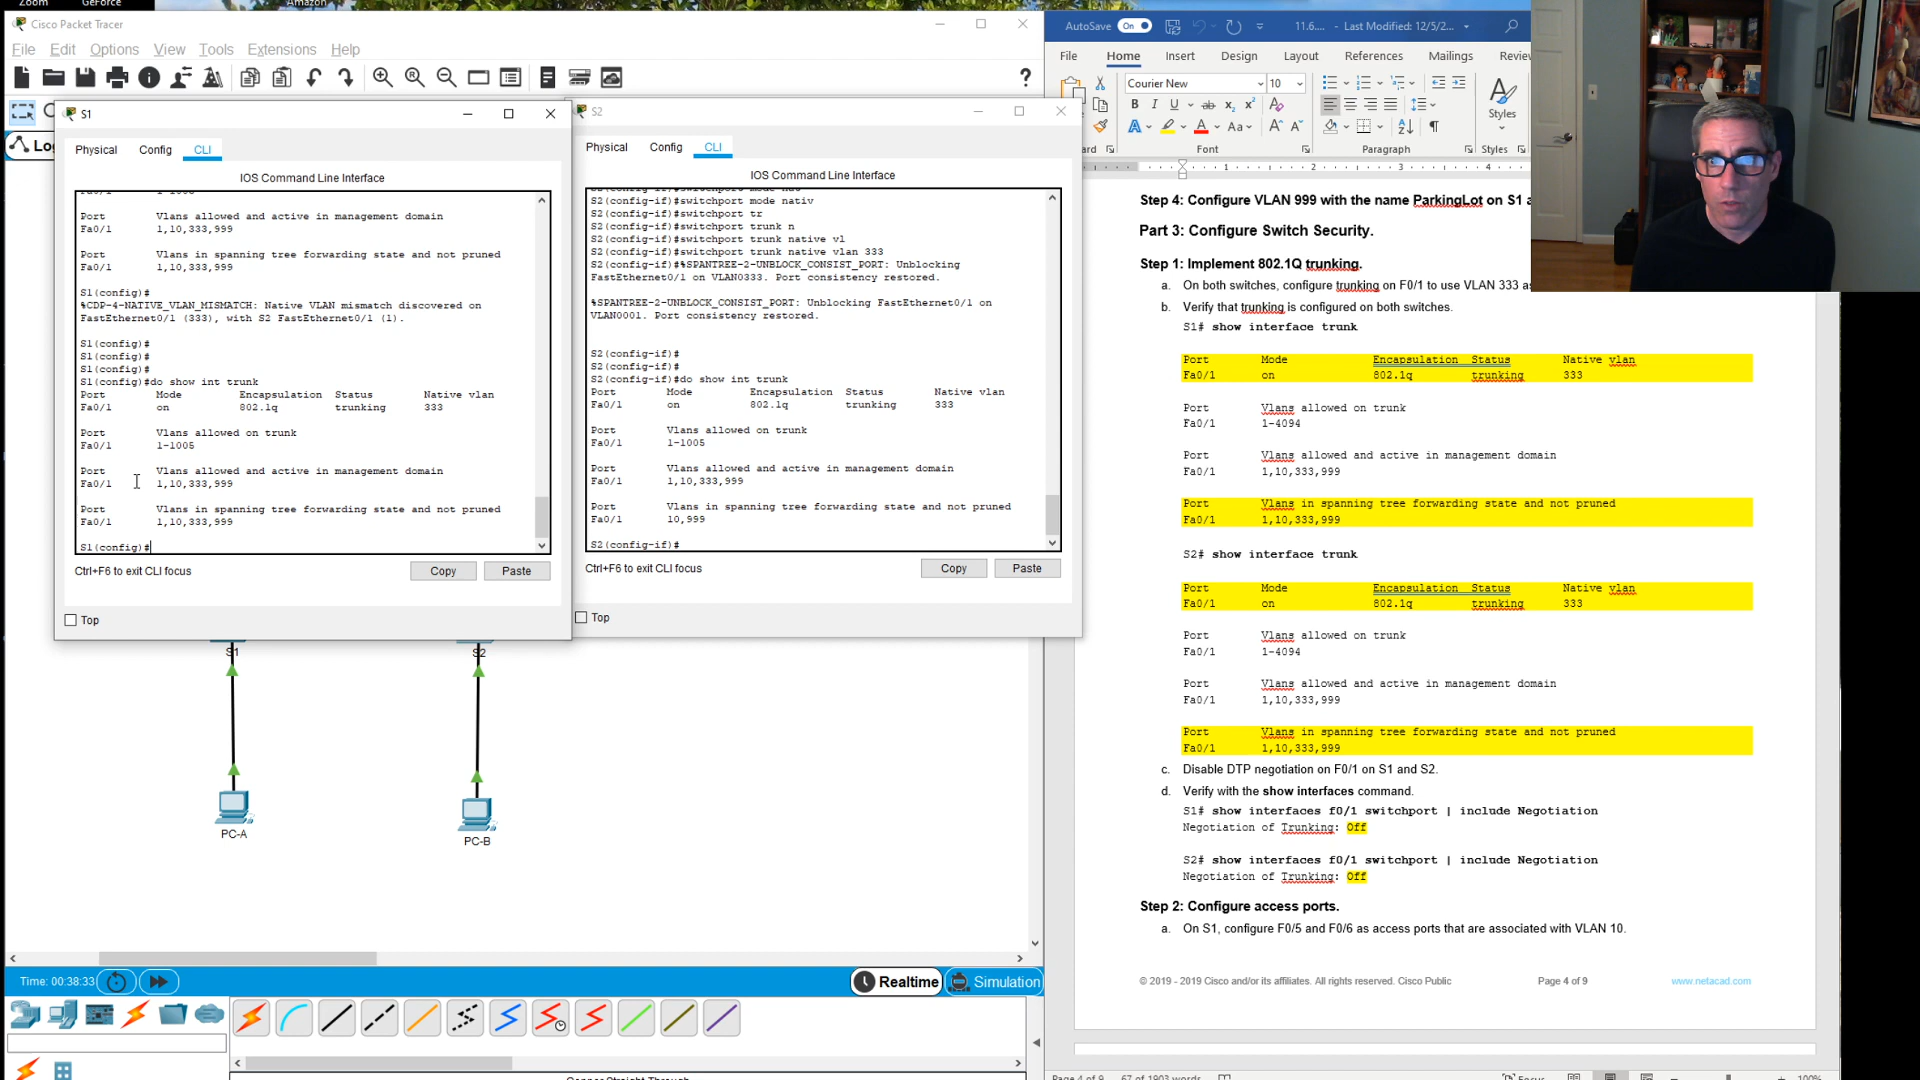 Zoom GeForce Amazon
Cisco Packet Tracer
File Edit Options View Tools Extensions Help
S1
Physical Config CLI
IOS Command Line Interface
Port Vlans allowed and active in management domain
Fa0/1 1,10,333,999
Port Vlans in spanning tree forwarding state and not pruned
Fa0/1 1,10,333,999
S1(config)#
%CDP-4-NATIVE_VLAN_MISMATCH: Native VLAN mismatch discovered on
FastEthernet0/1 (333), with S2 FastEthernet0/1 (1).
S1(config)#
S1(config)#
S1(config)#
S1(config)#do show int trunk
Port Mode Encapsulation Status Native vlan
Fa0/1 on 802.1q trunking 333
Port Vlans allowed on trunk
Fa0/1 1-1005
Port Vlans allowed and active in management domain
Fa0/1 1,10,333,999
Port Vlans in spanning tree forwarding state and not pruned
Fa0/1 1,10,333,999
S1(config)#
Ctrl+F6 to exit CLI focus
Copy Paste
Top
S2
Physical Config CLI
IOS Command Line Interface
S2(config-if)#switchport mode nativ
S2(config-if)#switchport tr
S2(config-if)#switchport trunk n
S2(config-if)#switchport trunk native vl
S2(config-if)#switchport trunk native vlan 333
S2(config-if)#%SPANTREE-2-UNBLOCK_CONSIST_PORT: Unblocking
FastEthernet0/1 on VLAN0333. Port consistency restored.
%SPANTREE-2-UNBLOCK_CONSIST_PORT: Unblocking FastEthernet0/1 on
VLAN0001. Port consistency restored.
S2(config-if)#
S2(config-if)#
S2(config-if)#do show int trunk
Port Mode Encapsulation Status Native vlan
Fa0/1 on 802.1q trunking 333
Port Vlans allowed on trunk
Fa0/1 1-1005
Port Vlans allowed and active in management domain
Fa0/1 1,10,333,999
Port Vlans in spanning tree forwarding state and not pruned
Fa0/1 10,999
S2(config-if)#
Ctrl+F6 to exit CLI focus
Copy Paste
Top
S1 S2
PC-A
PC-B
Time: 00:38:33
Realtime Simulation
Copper Straight-Through
AutoSave On 11.6.... - Last Modified: 12/5/2...
File Home Insert Design Layout References Mailings Revie
Courier New 10
Styles
Font Paragraph Styles
Step 4: Configure VLAN 999 with the name ParkingLot on S1
Part 3: Configure Switch Security.
Step 1: Implement 802.1Q trunking.
a. On both switches, configure trunking on F0/1 to use VLAN 333
b. Verify that trunking is configured on both switches.
S1# show interface trunk
Port Mode Encapsulation Status Native vlan
Fa0/1 on 802.1q trunking 333
Port Vlans allowed on trunk
Fa0/1 1-4094
Port Vlans allowed and active in management domain
Fa0/1 1,10,333,999
Port Vlans in spanning tree forwarding state and not pruned
Fa0/1 1,10,333,999
S2# show interface trunk
Port Mode Encapsulation Status Native vlan
Fa0/1 on 802.1q trunking 333
Port Vlans allowed on trunk
Fa0/1 1-4094
Port Vlans allowed and active in management domain
Fa0/1 1,10,333,999
Port Vlans in spanning tree forwarding state and not pruned
Fa0/1 1,10,333,999
c. Disable DTP negotiation on F0/1 on S1 and S2.
d. Verify with the show interfaces command.
S1# show interfaces f0/1 switchport | include Negotiation
Negotiation of Trunking: Off
S2# show interfaces f0/1 switchport | include Negotiation
Negotiation of Trunking: Off
Step 2: Configure access ports.
a. On S1, configure F0/5 and F0/6 as access ports that are associated with VLAN 10.
© 2019 - 2019 Cisco and/or its affiliates. All rights reserved. Cisco Public Page 4 of 9 www.netacad.com
Page 4 of 9 67 of 1903 words Focus 100%